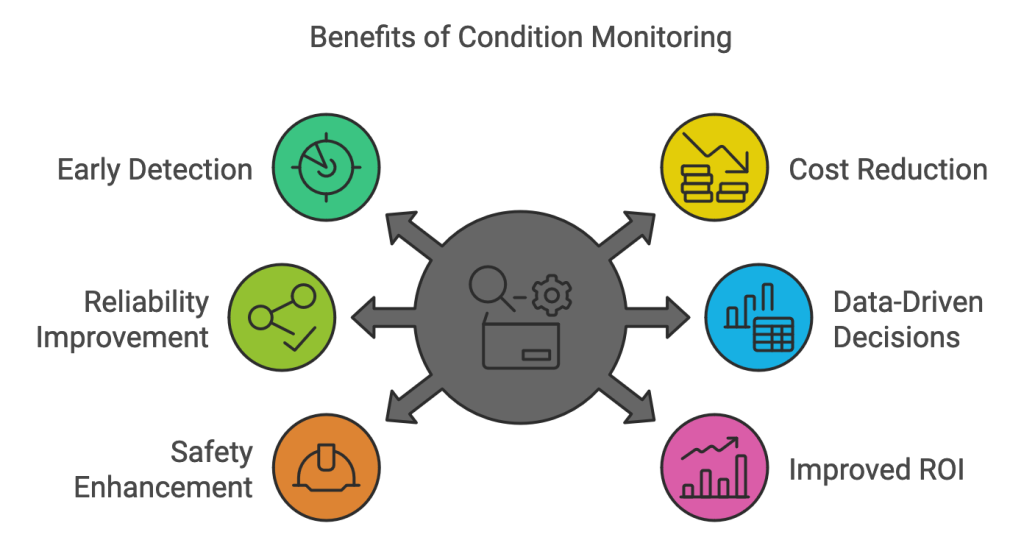 Benefits of Condition Monitoring
Early Detection
Cost Reduction
Reliability
Improvement
Data-Driven
Decisions
Safety
Enhancement
Improved ROI